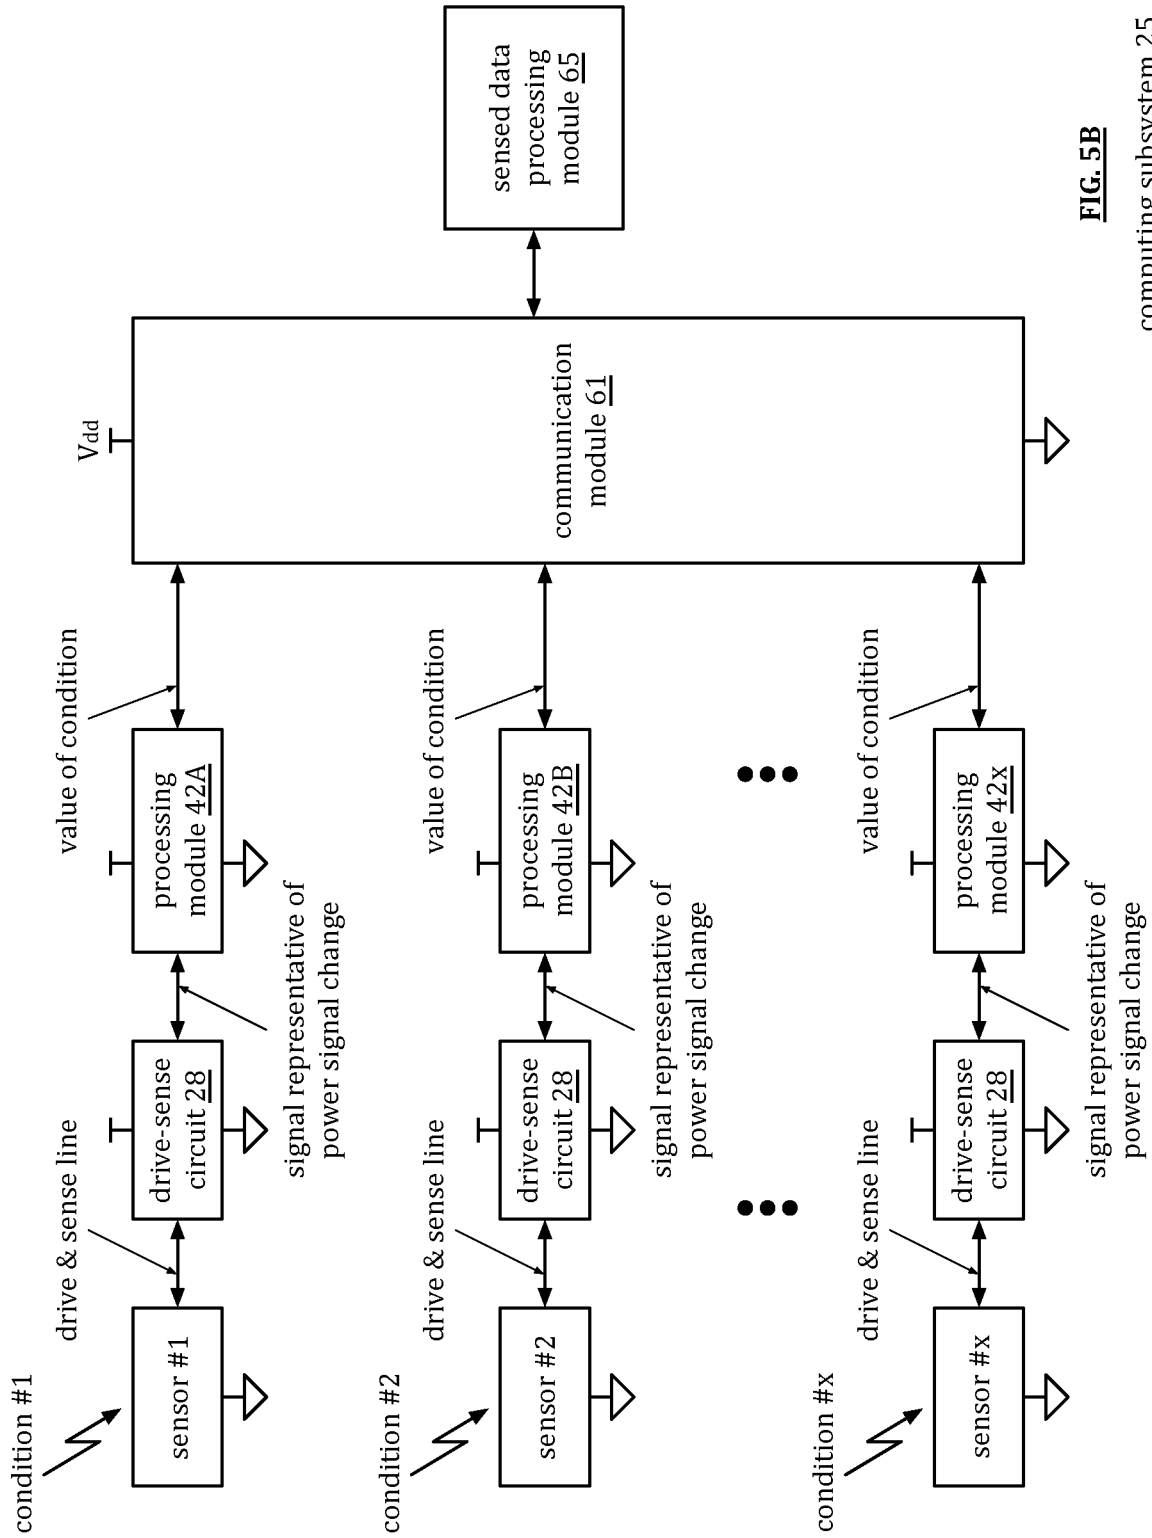 condition #1
sensor #1
drive & sense line
drive-sense
circuit 28
signal representative of
power signal change
processing
module 42A
value of condition
condition #2
sensor #2
drive & sense line
drive-sense
circuit 28
signal representative of
power signal change
processing
module 42B
value of condition
condition #x
sensor #x
drive & sense line
drive-sense
circuit 28
signal representative of
power signal change
processing
module 42x
value of condition
Vdd
communication
module 61
sensed data
processing
module 65
FIG. 5B
computing subsystem 25